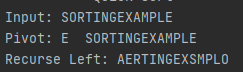 Input: SORTINGEXAMPLE
Pivot: E  SORTINGEXAMPLE
Recurse Left: AERTINGEXSMPLO